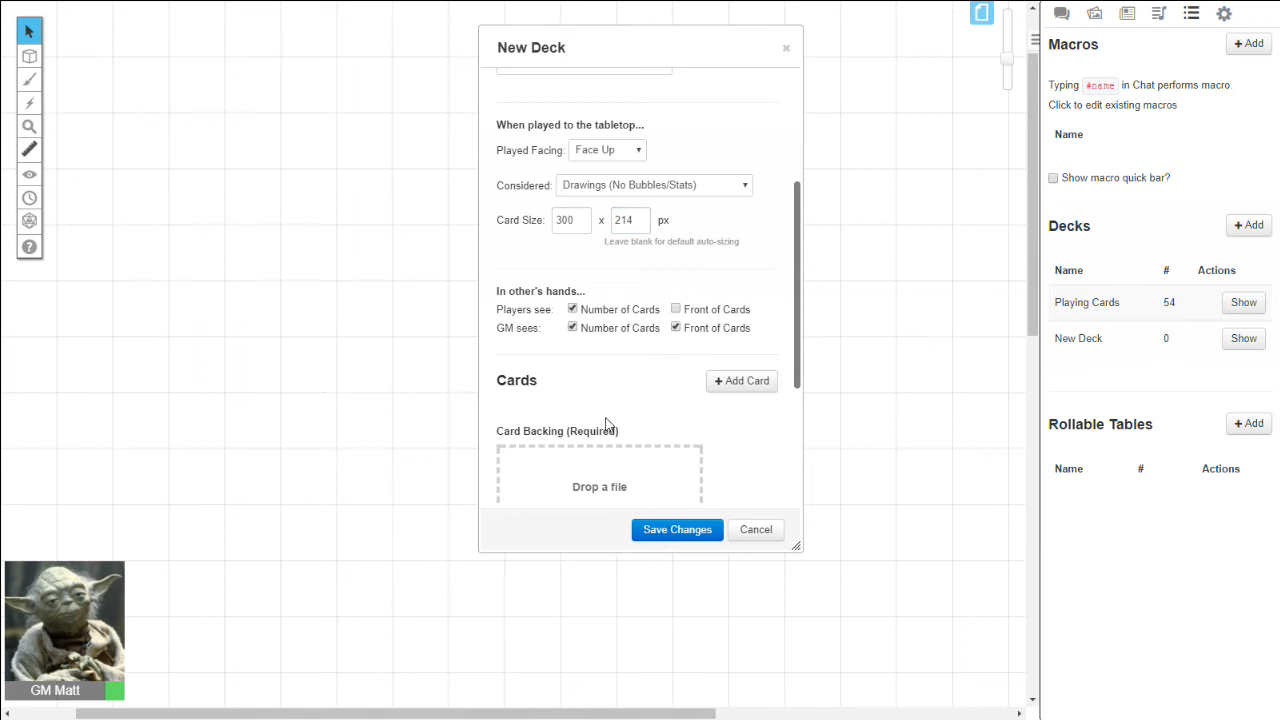 New Deck ×
When played to the tabletop...
Played Facing: Face Up
Considered: Drawings (No Bubbles/Stats)
Card Size: 300 x 214 px
Leave blank for default auto-sizing
In other's hands...
Players see: Number of Cards Front of Cards
GM sees: Number of Cards Front of Cards
Cards + Add Card
Card Backing (Required)
Drop a file
Save Changes Cancel
GM Matt
Macros + Add
Typing #name in Chat performs macro.
Click to edit existing macros
Name
Show macro quick bar?
Decks + Add
Name # Actions
Playing Cards 54 Show
New Deck 0 Show
Rollable Tables + Add
Name # Actions